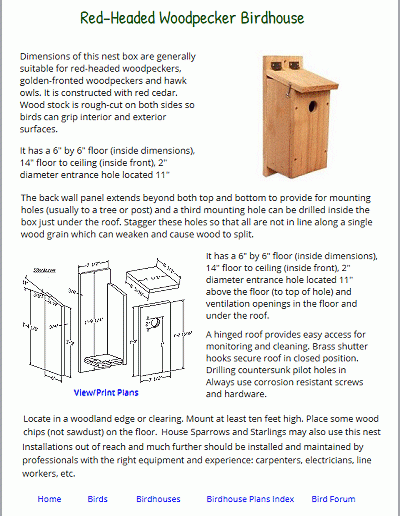 Red-Headed Woodpecker Birdhouse
Dimensions of this nest box are generally
suitable for red-headed woodpeckers,
golden-fronted woodpeckers and hawk
owls. It is constructed with red cedar.
Wood stock is rough-cut on both sides so
birds can grip interior and exterior
surfaces.
It has a 6" by 6" floor (inside dimensions),
14" floor to ceiling (inside front), 2"
diameter entrance hole located 11"
The back wall panel extends beyond both top and bottom to provide for mounting
holes (usually to a tree or post) and a third mounting hole can be drilled inside the
box just under the roof. Stagger these holes so that all are not in line along a single
wood grain which can weaken and cause wood to split.
It has a 6" by 6" floor (inside dimensions),
14" floor to ceiling (inside front), 2"
diameter entrance hole located 11"
above the floor (to top of hole) and
ventilation openings in the floor and
under the roof.
A hinged roof provides easy access for
monitoring and cleaning. Brass shutter
hooks secure roof in closed position.
Drilling countersunk pilot holes in
Always use corrosion resistant screws
and hardware.
View/Print Plans
Locate in a woodland edge or clearing. Mount at least ten feet high. Place some wood
chips (not sawdust) on the floor. House Sparrows and Starlings may also use this nest
Installations out of reach and much further should be installed and maintained by
professionals with the right equipment and experience: carpenters, electricians, line
workers, etc.
Home Birds Birdhouses Birdhouse Plans Index Bird Forum